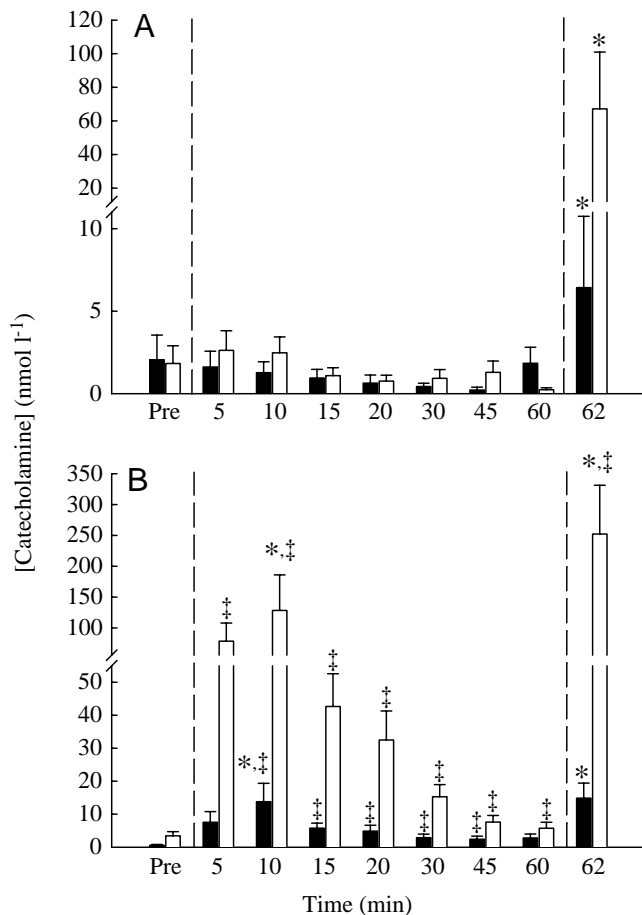 A
120
100
80
60
40
20
10
5
0
* *
Pre 5 10 15 20 30 45 60 62
[Catecholamine] (nmol l-1)
B
350
300
250
200
150
100
50
40
30
20
10
0
‡ *,‡ ‡ ‡ ‡ ‡ ‡ *,‡
*,‡ ‡ ‡ ‡ ‡ *
Pre 5 10 15 20 30 45 60 62
Time (min)